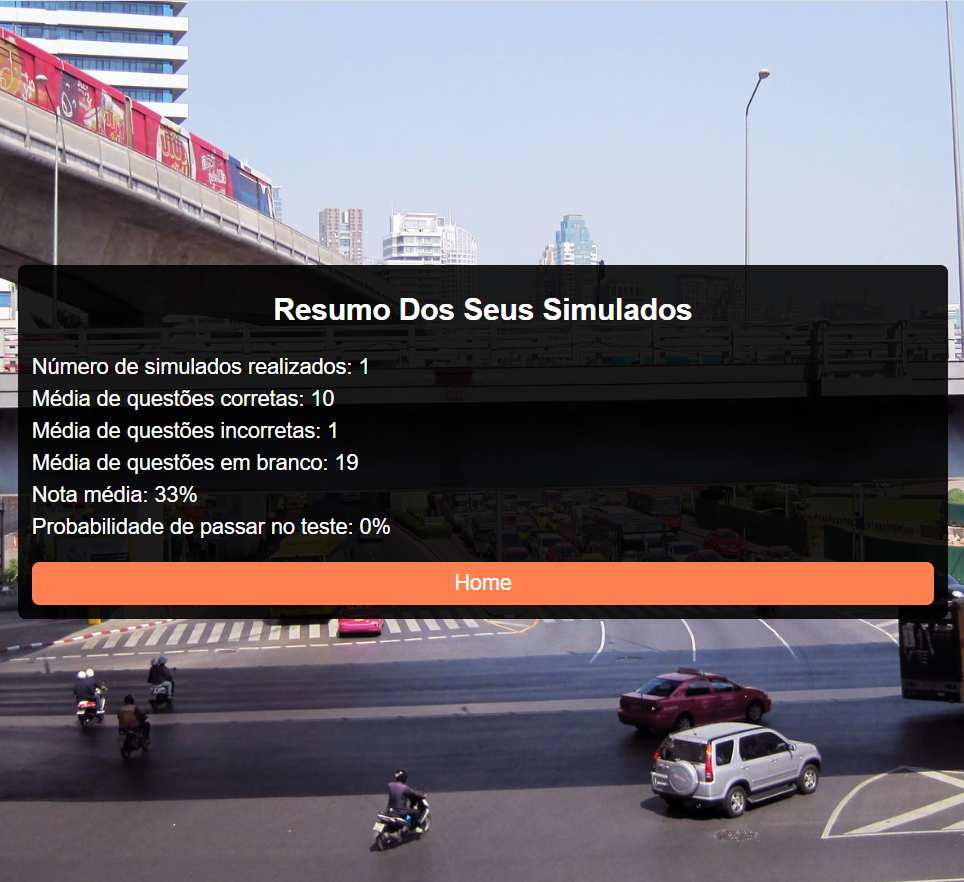 Resumo Dos Seus Simulados
Número de simulados realizados: 1
Média de questões corretas: 10
Média de questões incorretas: 1
Média de questões em branco: 19
Nota média: 33%
Probabilidade de passar no teste: 0%
Home